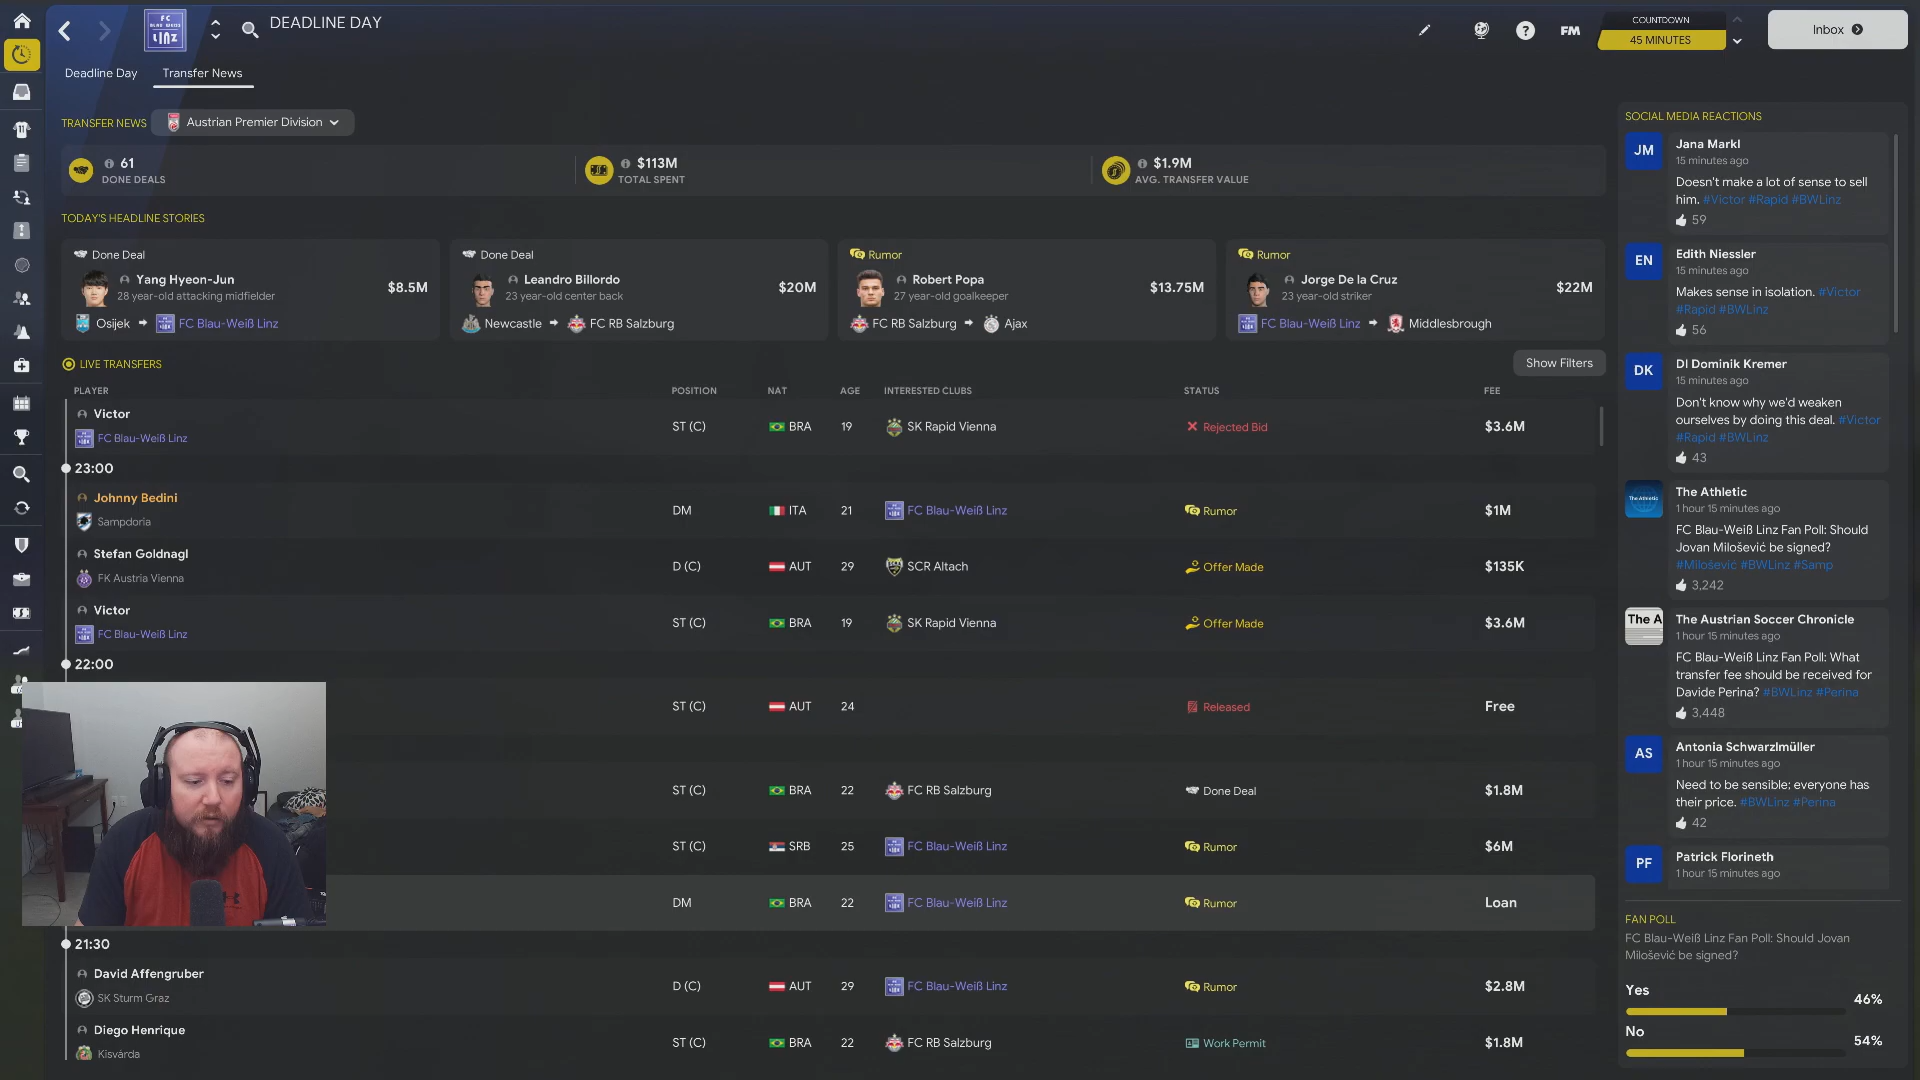 FC
BLAU WEISS
LINZ
DEADLINE DAY
FM
COUNTDOWN
45 MINUTES
Inbox
Deadline Day
Transfer News
TRANSFER NEWS
Austrian Premier Division
61
DONE DEALS
$113M
TOTAL SPENT
$1.9M
AVG. TRANSFER VALUE
TODAY'S HEADLINE STORIES
Done Deal
Yang Hyeon-Jun
28 year-old attacking midfielder
$8.5M
Osijek
FC Blau-Weiß Linz
Done Deal
Leandro Billordo
23 year-old center back
$20M
Newcastle
FC RB Salzburg
Rumor
Robert Popa
27 year-old goalkeeper
$13.75M
FC RB Salzburg
Ajax
Rumor
Jorge De la Cruz
23 year-old striker
$22M
FC Blau-Weiß Linz
Middlesbrough
LIVE TRANSFERS
Show Filters
PLAYER POSITION NAT AGE INTERESTED CLUBS STATUS FEE
Victor
FC Blau-Weiß Linz
ST (C) BRA 19 SK Rapid Vienna Rejected Bid $3.6M
23:00
Johnny Bedini
Sampdoria
DM ITA 21 FC Blau-Weiß Linz Rumor $1M
Stefan Goldnagl
FK Austria Vienna
D (C) AUT 29 SCR Altach Offer Made $135K
Victor
FC Blau-Weiß Linz
ST (C) BRA 19 SK Rapid Vienna Offer Made $3.6M
22:00
ST (C) AUT 24 Released Free
ST (C) BRA 22 FC RB Salzburg Done Deal $1.8M
ST (C) SRB 25 FC Blau-Weiß Linz Rumor $6M
DM BRA 22 FC Blau-Weiß Linz Rumor Loan
21:30
David Affengruber
SK Sturm Graz
D (C) AUT 29 FC Blau-Weiß Linz Rumor $2.8M
Diego Henrique
Kisvárda
ST (C) BRA 22 FC RB Salzburg Work Permit $1.8M
SOCIAL MEDIA REACTIONS
JM
Jana Markl
15 minutes ago
Doesn't make a lot of sense to sell
him. #Victor #Rapid #BWLinz
59
EN
Edith Niessler
15 minutes ago
Makes sense in isolation. #Victor
#Rapid #BWLinz
56
DK
DI Dominik Kremer
15 minutes ago
Don't know why we'd weaken
ourselves by doing this deal. #Victor
#Rapid #BWLinz
43
The Athletic
The Athletic
1 hour 15 minutes ago
FC Blau-Weiß Linz Fan Poll: Should
Jovan Milošević be signed?
#Milošević #BWLinz #Samp
3,242
The A
The Austrian Soccer Chronicle
1 hour 15 minutes ago
FC Blau-Weiß Linz Fan Poll: What
transfer fee should be received for
Davide Perina? #BWLinz #Perina
3,448
AS
Antonia Schwarzlmüller
1 hour 15 minutes ago
Need to be sensible; everyone has
their price. #BWLinz #Perina
42
PF
Patrick Florineth
1 hour 15 minutes ago
FAN POLL
FC Blau-Weiß Linz Fan Poll: Should Jovan
Milošević be signed?
Yes
46%
No
54%